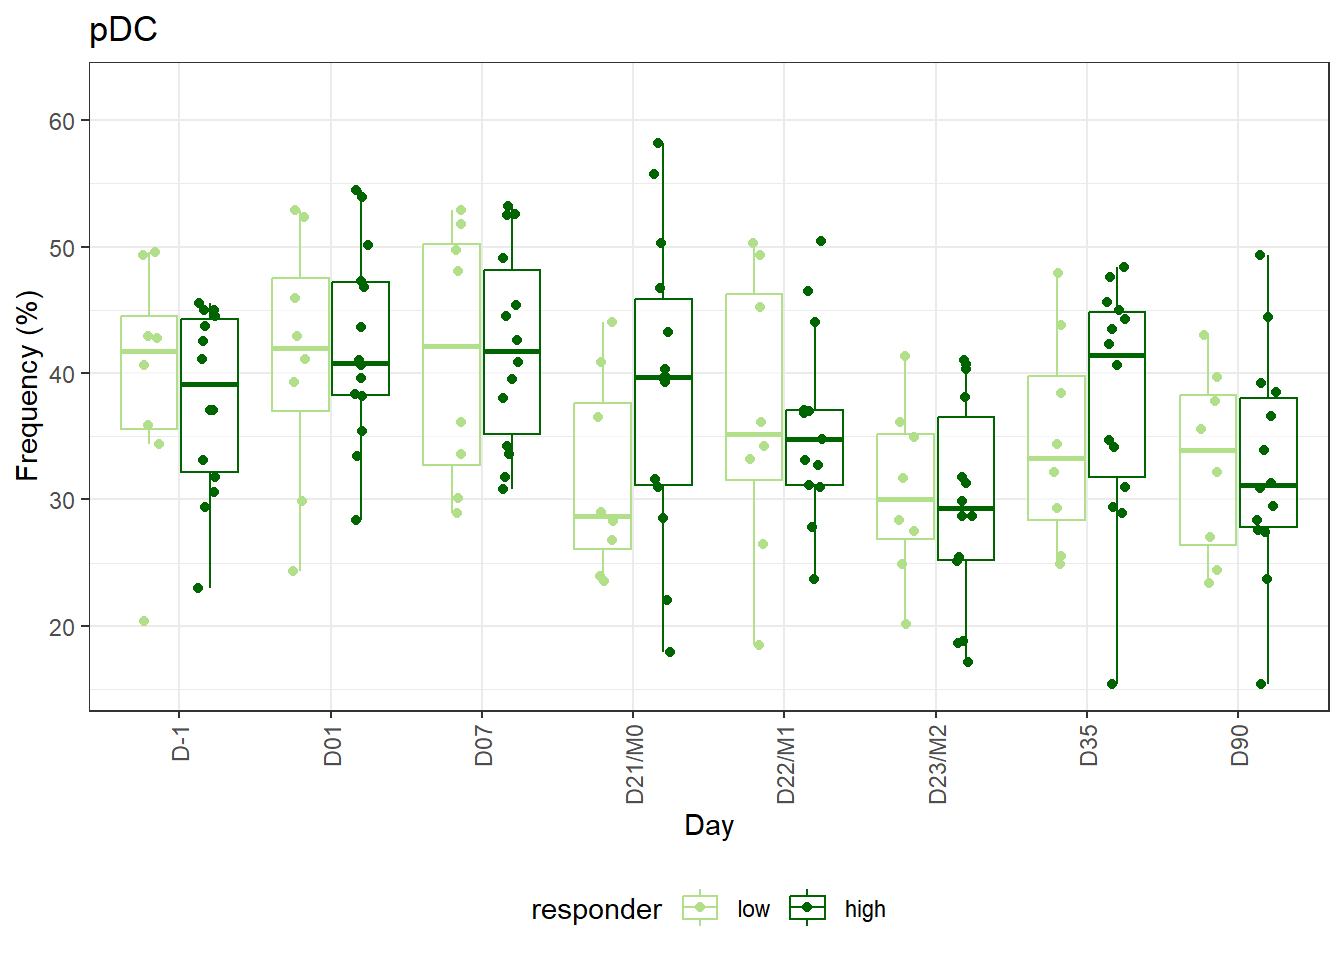 pDC
60
50
40
30
20
Frequency (%)
D-1
D01
D07
D21/M0
D22/M1
D23/M2
D35
D90
Day
responder low high